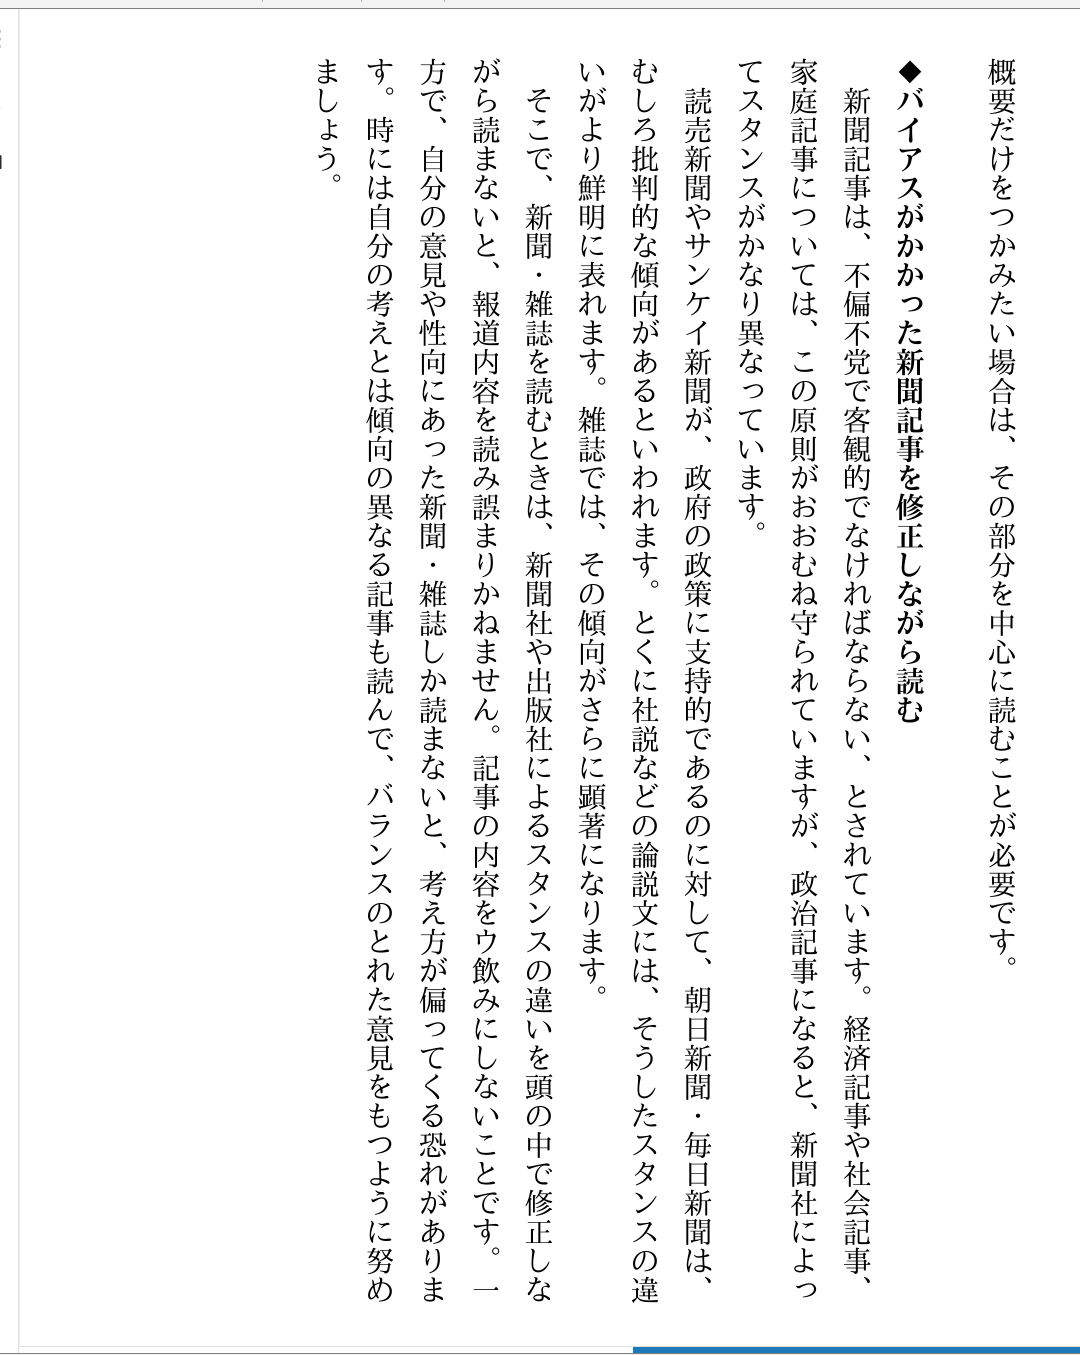 概要だけをつかみたい場合は、その部分を中心に読むことが必要です。
◆バイアスがかかった新聞記事を修正しながら読む
新聞記事は、不偏不党で客観的でなければならない、とされています。経済記事や社会記事、
家庭記事については、この原則がおおむね守られていますが、政治記事になると、新聞社によっ
てスタンスがかなり異なっています。
読売新聞やサンケイ新聞が、政府の政策に支持的であるのに対して、朝日新聞・毎日新聞は、
むしろ批判的な傾向があるといわれます。とくに社説などの論説文には、そうしたスタンスの違
いがより鮮明に表れます。雑誌では、その傾向がさらに顕著になります。
そこで、新聞・雑誌を読むときは、新聞社や出版社によるスタンスの違いを頭の中で修正しな
がら読まないと、報道内容を読み誤まりかねません。記事の内容をウ飲みにしないことです。一
方で、自分の意見や性向にあった新聞・雑誌しか読まないと、考え方が偏ってくる恐れがありま
す。時には自分の考えとは傾向の異なる記事も読んで、バランスのとれた意見をもつように努め
ましょう。